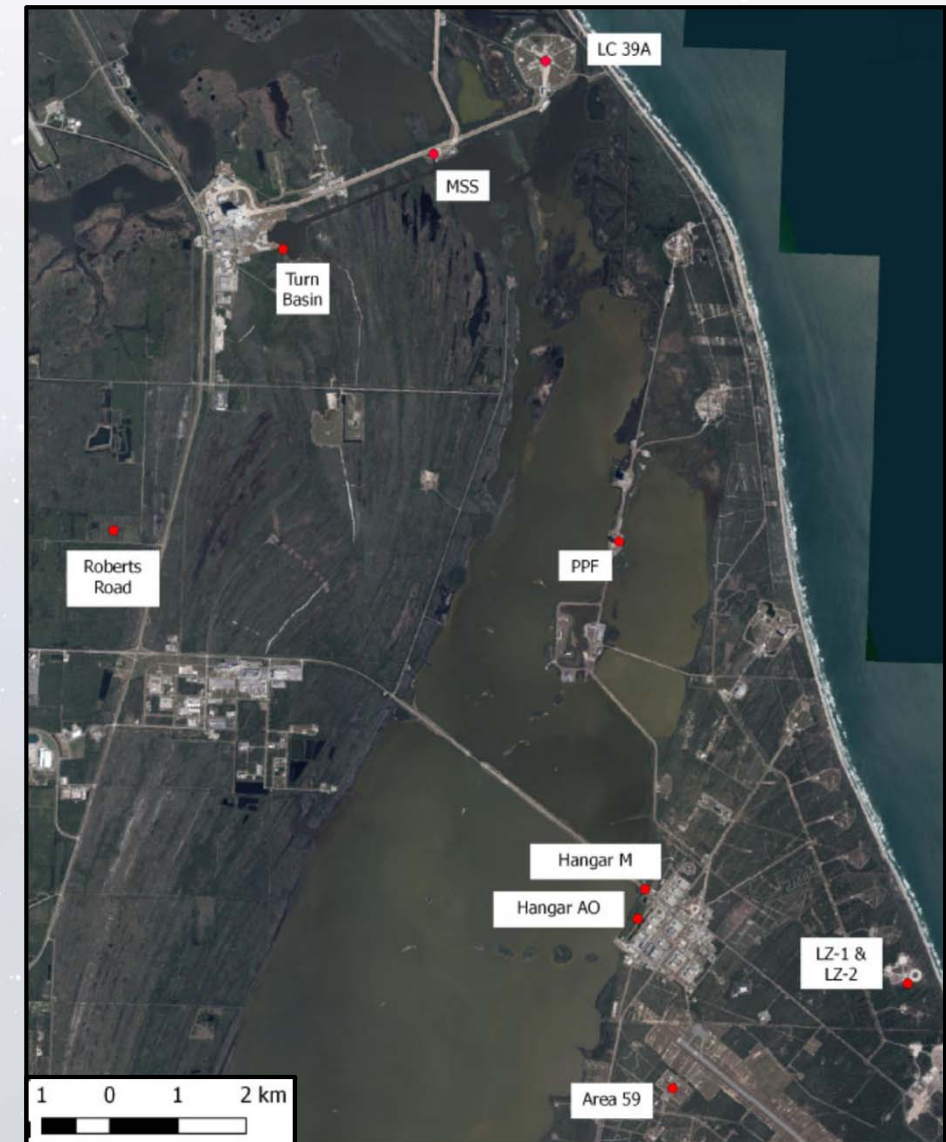 LC 39A
MSS
Turn
Basin
Roberts
Road
PPF
Hangar M
Hangar AO
LZ-1 &
LZ-2
Area 59
1 0 1 2 km